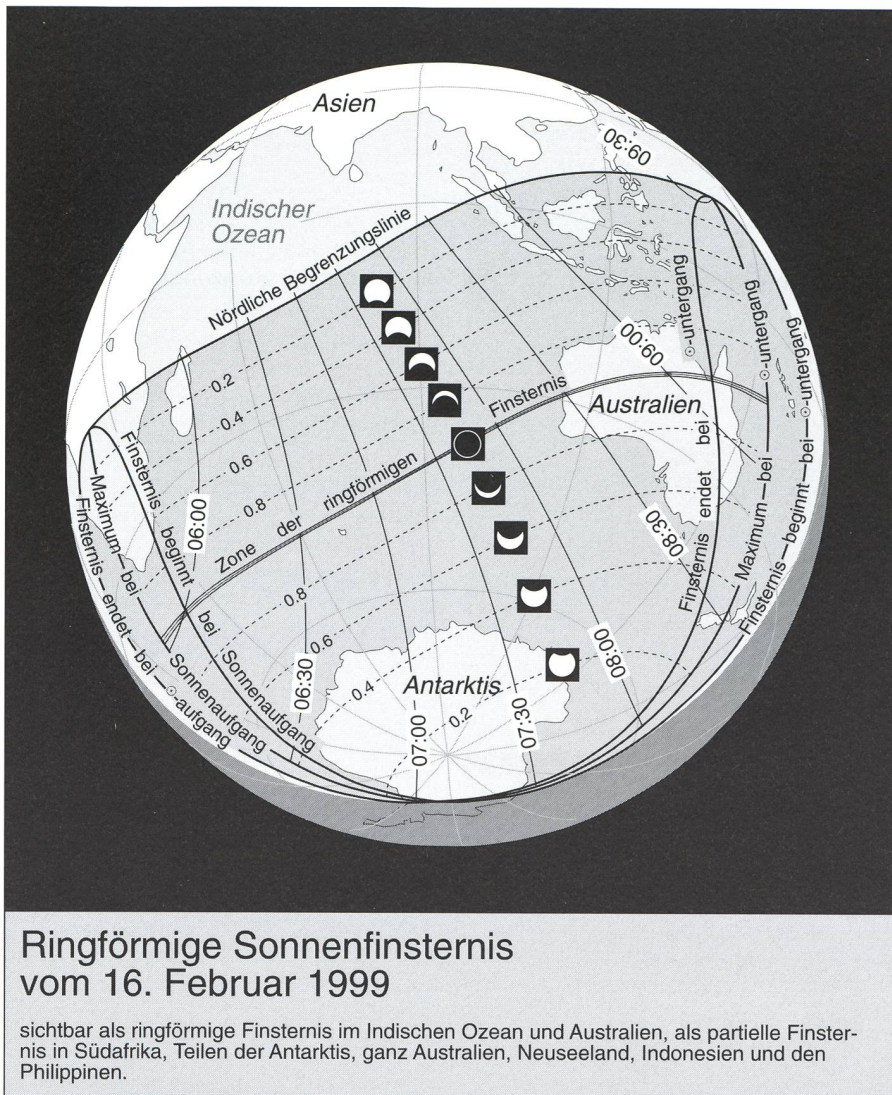 Asien
09:30
Indischer
Ozean
Nördliche Begrenzungslinie
☉-untergang
☉-untergang
☉-untergang
09:00
0.2
Finsternis
Australien
0.4
Finsternis beginnt bei Sonnenaufgang
0.6
Maximum bei Sonnenaufgang
Finsternis endet bei ☉-aufgang
0.8
06:00
Zone der ringförmigen
08:30
Finsternis endet bei
Maximum bei
Finsternis beginnt bei
0.8
0.6
08:00
06:30
0.4
Antarktis
0.2
07:00
07:30
Ringförmige Sonnenfinsternis
vom 16. Februar 1999
sichtbar als ringförmige Finsternis im Indischen Ozean und Australien, als partielle Finster-
nis in Südafrika, Teilen der Antarktis, ganz Australien, Neuseeland, Indonesien und den
Philippinen.